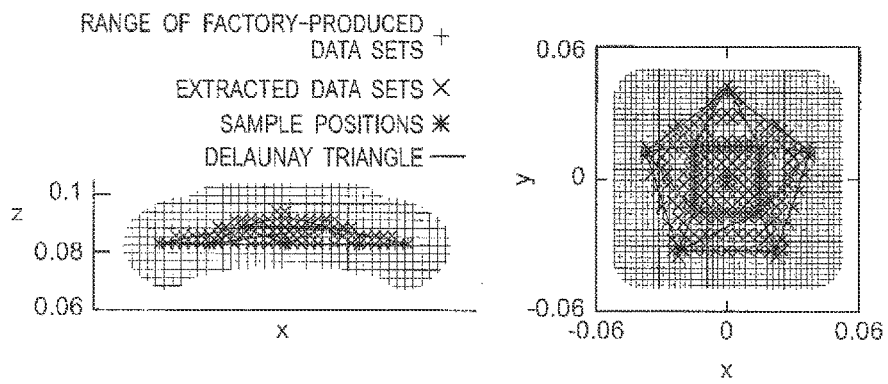 RANGE OF FACTORY-PRODUCED
DATA SETS +
EXTRACTED DATA SETS ×
SAMPLE POSITIONS *
DELAUNAY TRIANGLE —
z
0.1
0.08
0.06
x
0.06
y
0
-0.06
-0.06
0
0.06
x